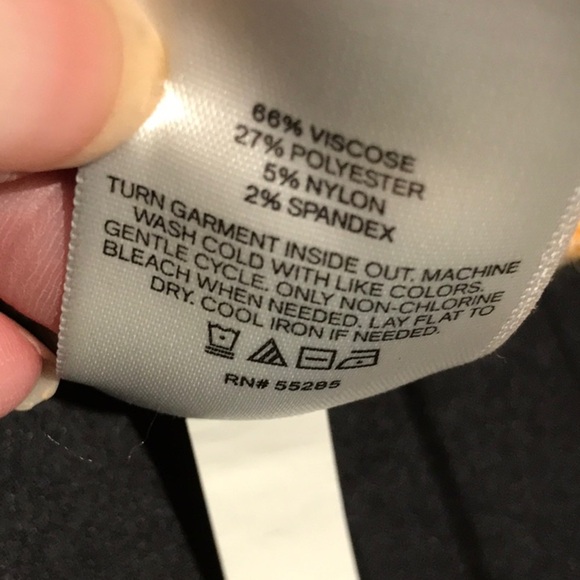 66% VISCOSE
27% POLYESTER
5% NYLON
2% SPANDEX
TURN GARMENT INSIDE OUT. MACHINE
WASH COLD WITH LIKE COLORS.
GENTLE CYCLE. ONLY NON-CHLORINE
BLEACH WHEN NEEDED. LAY FLAT TO
DRY. COOL IRON IF NEEDED.
RN# 55285